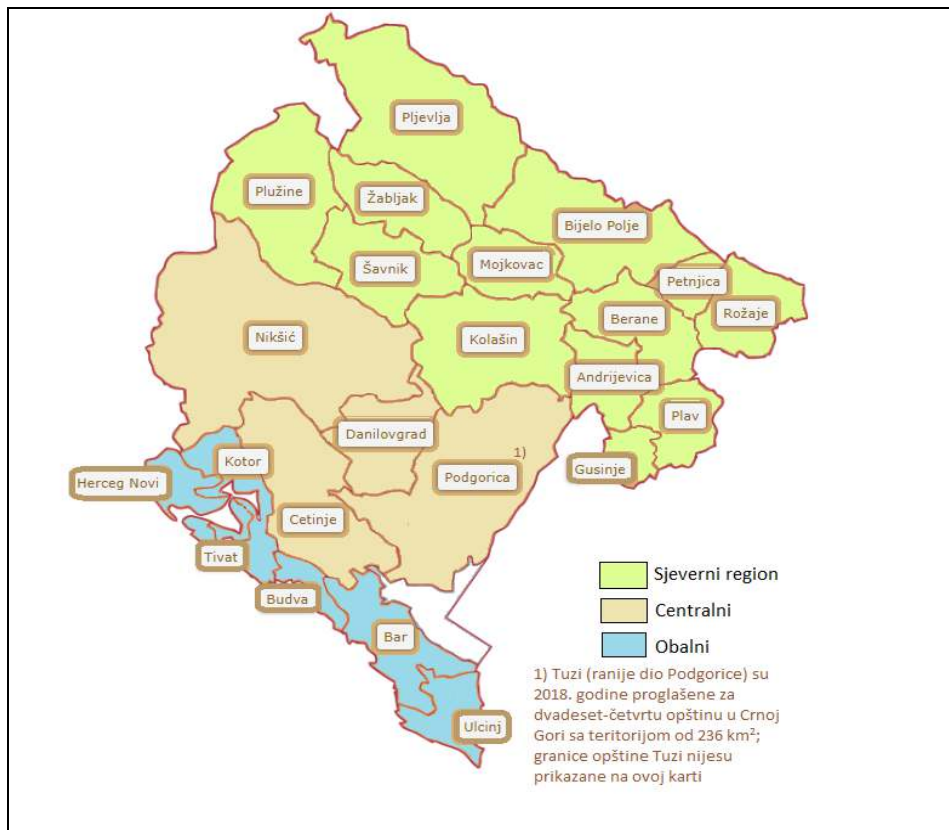 Pljevlja
Plužine
Žabljak
Bijelo Polje
Šavnik
Mojkovac
Petnjica
Rožaje
Berane
Nikšić
Kolašin
Andrijevica
Plav
Danilovgrad
1)
Kotor
Podgorica
Gusinje
Herceg Novi
Cetinje
Tivat
Budva
Bar
Ulcinj
Sjeverni region
Centralni
Obalni
1) Tuzi (ranije dio Podgorice) su
2018. godine proglašene za
dvadeset-četvrtu opštinu u Crnoj
Gori sa teritorijom od 236 km²;
granice opštine Tuzi nijesu
prikazane na ovoj karti